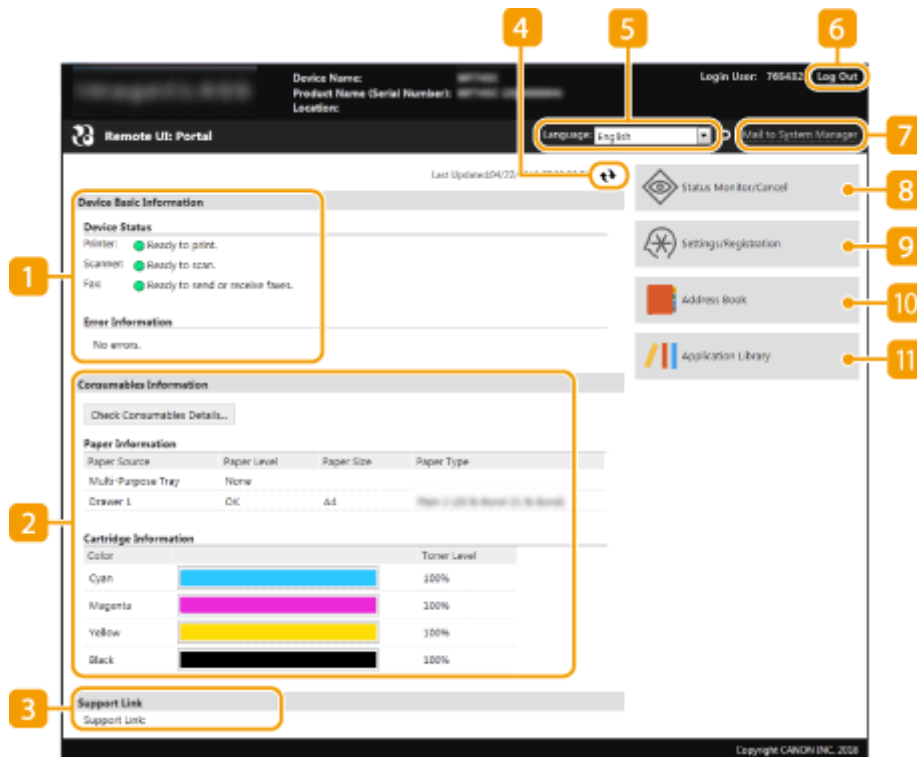 4 5 6
Device Name:
Login User: 765432 Log Out
Product Name (Serial Number):
Location:
Remote UI: Portal
Language: English
Mail to System Manager
7
Last Updated:04/22/
Status Monitor/Cancel
8
Device Basic Information
Device Status
Printer: Ready to print.
Settings/Registration
9
Scanner: Ready to scan.
1
Fax: Ready to send or receive faxes.
Address Book
10
Error Information
No errors.
Application Library
11
Consumables Information
Check Consumables Details...
Paper Information
Paper Source Paper Level Paper Size Paper Type
Multi-Purpose Tray None
Drawer 1 OK A4
2
Cartridge Information
Color Toner Level
Cyan 100%
Magenta 100%
Yellow 100%
Black 100%
3
Support Link
Support Link:
Copyright CANON INC. 2018